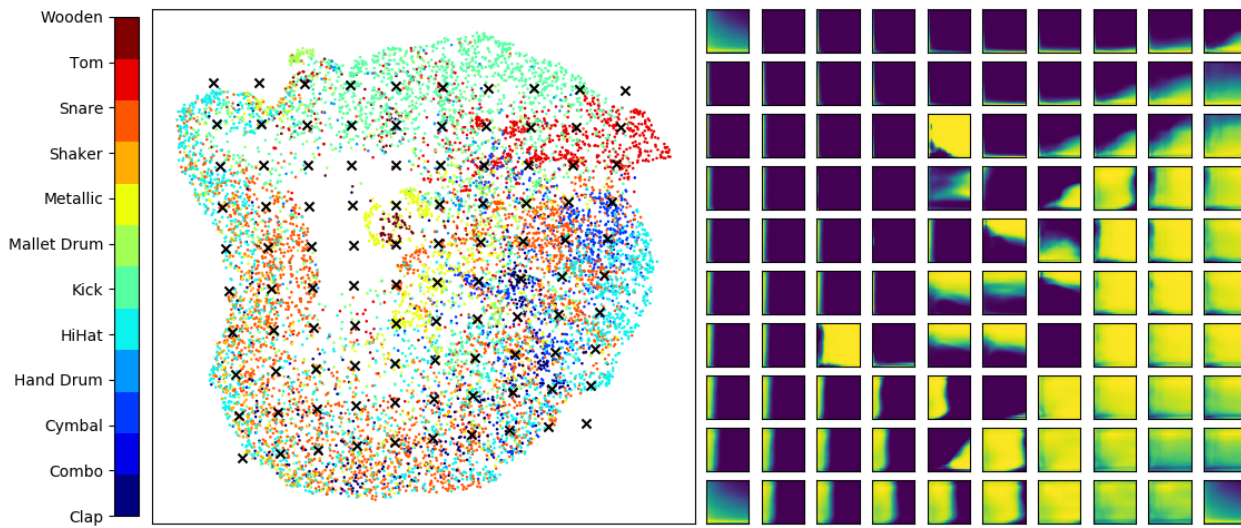 Wooden
Tom
Snare
Shaker
Metallic
Mallet Drum
Kick
HiHat
Hand Drum
Cymbal
Combo
Clap